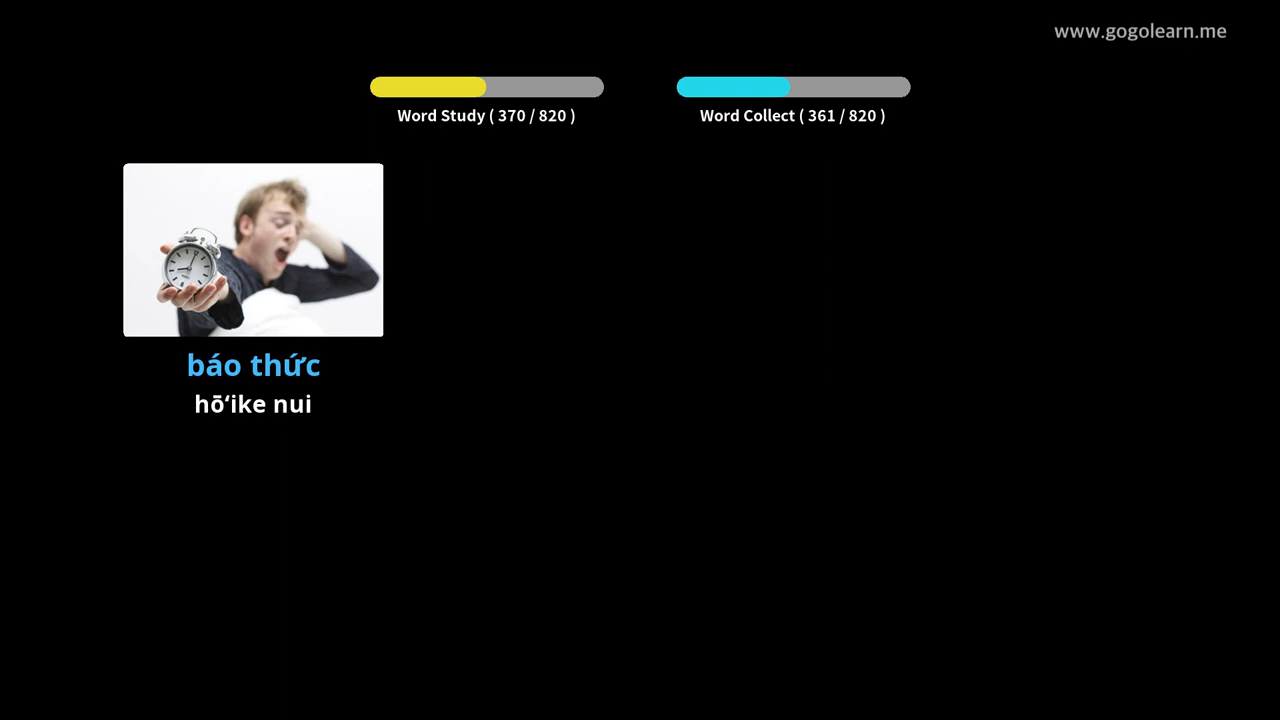 www.gogolearn.me
Word Study ( 370 / 820 )
Word Collect ( 361 / 820 )
báo thức
hōʻike nui